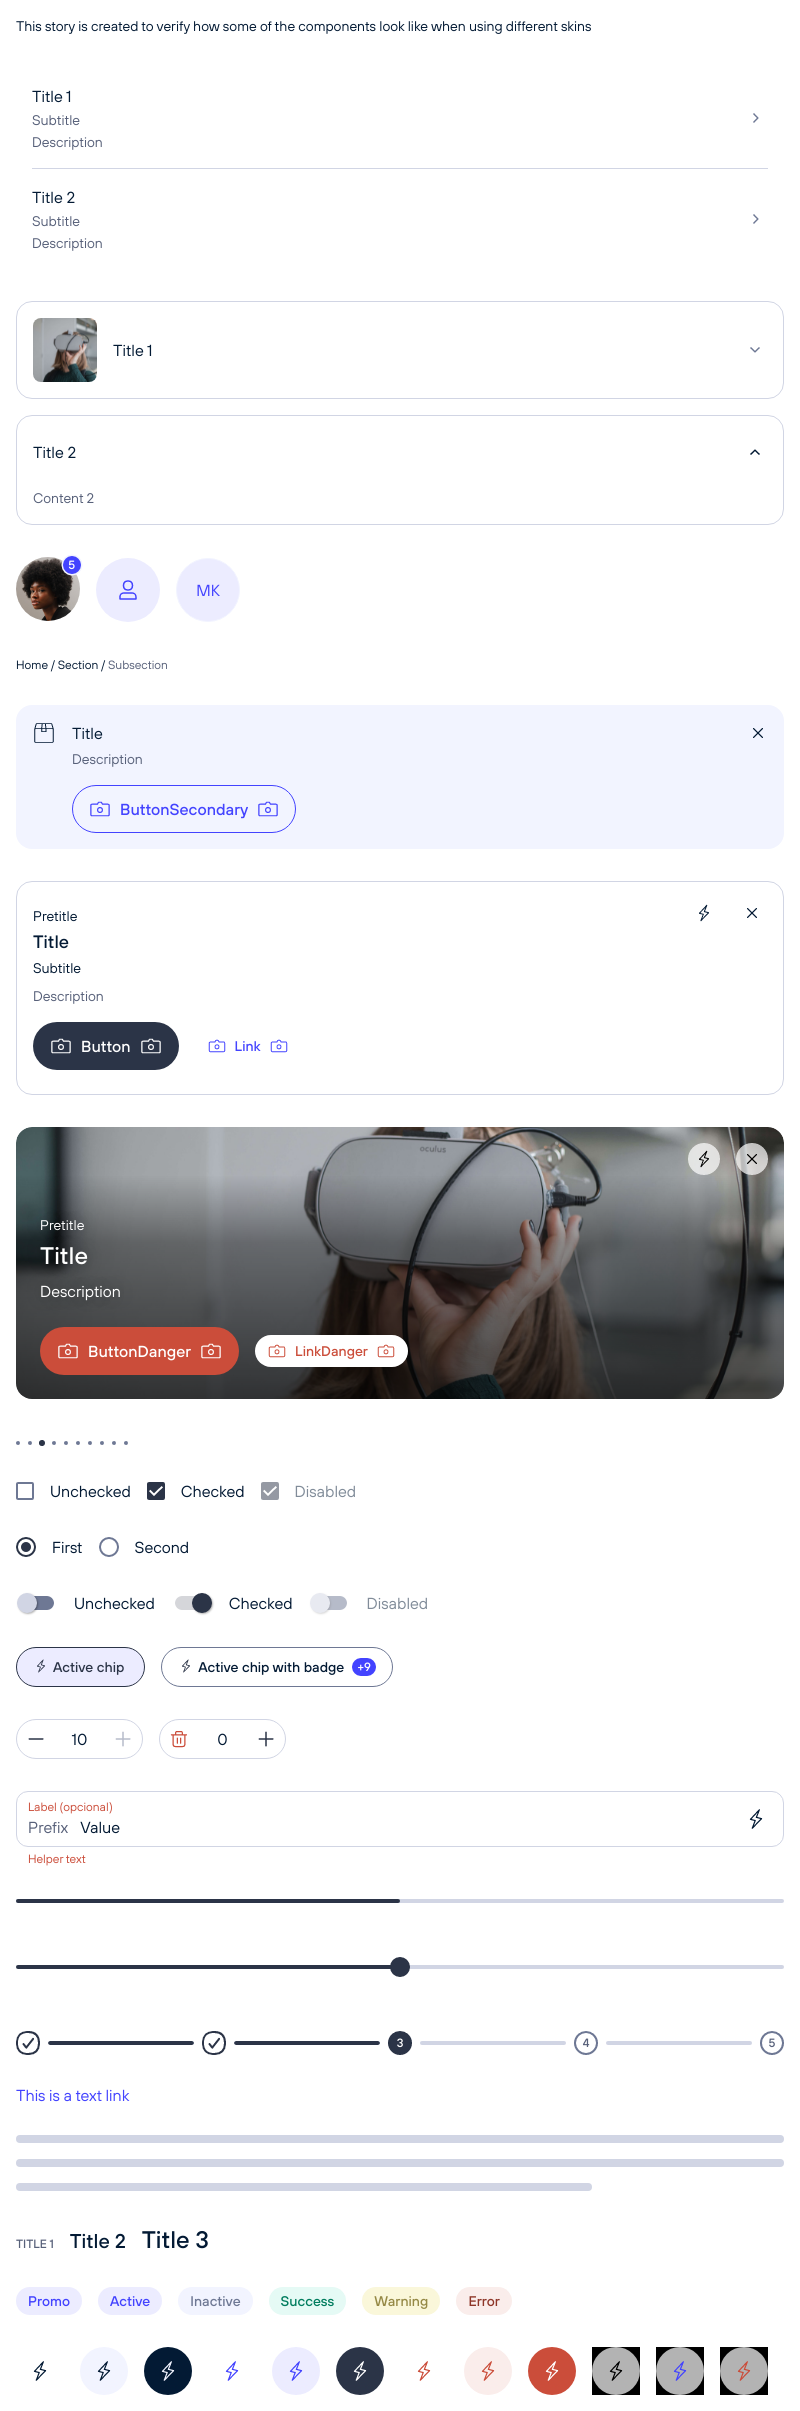 This story is created to verify how some of the components look like when using different skins
Title 1
Subtitle
Description
Title 2
Subtitle
Description
Title 1
Title 2
Content 2
5
MK
Home / Section / Subsection
Title
Description
ButtonSecondary
Pretitle
Title
Subtitle
Description
Button Link
oculus
Pretitle
Title
Description
ButtonDanger LinkDanger
Unchecked Checked Disabled
First Second
Unchecked Checked Disabled
Active chip Active chip with badge +9
10 0
Label (opcional)
Prefix Value
Helper text
3 4 5
This is a text link
TITLE 1 Title 2 Title 3
Promo Active Inactive Success Warning Error